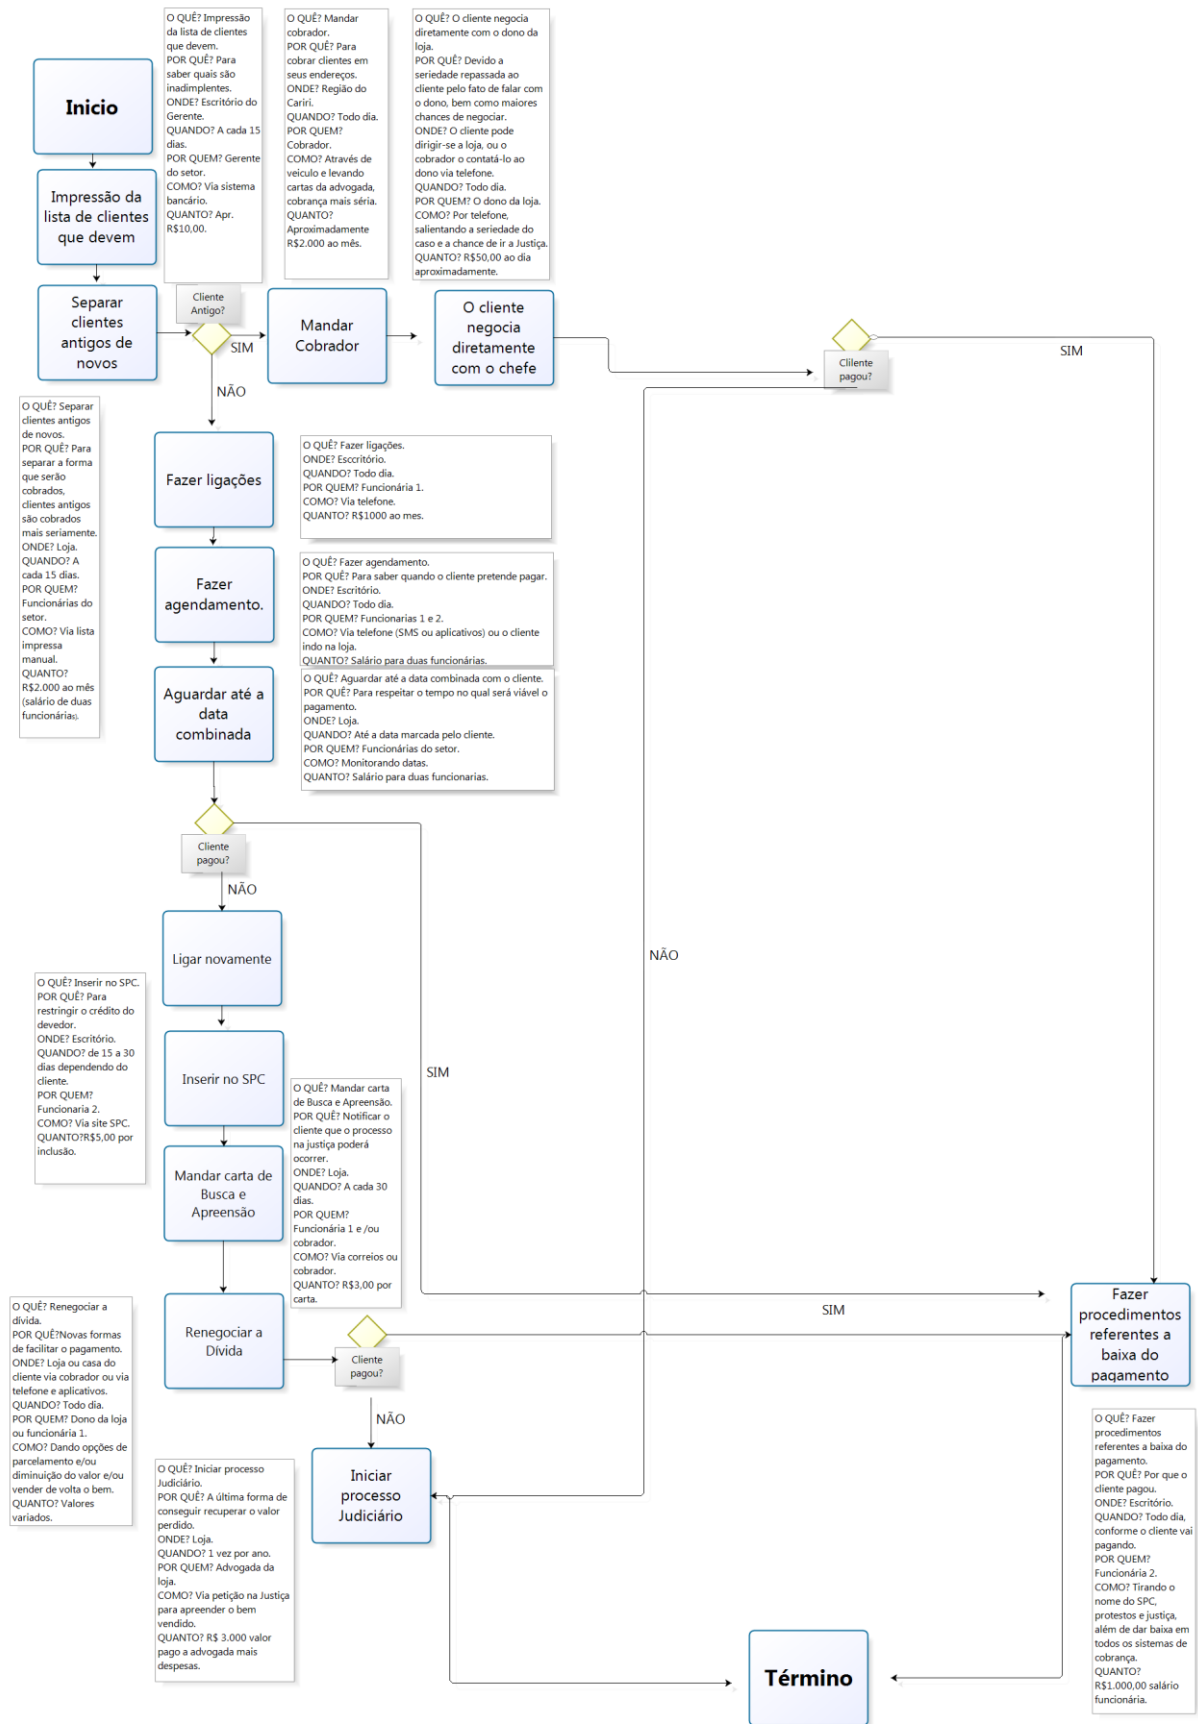 O QUÊ? Impressão
da lista de clientes
que devem.
POR QUÊ? Para
saber quais são
inadimplentes.
ONDE? Escritório do
Gerente.
QUANDO? A cada 15
dias.
POR QUEM? Gerente
do setor.
COMO? Via sistema
bancário.
QUANTO? Apr.
R$10,00.
O QUÊ? Mandar
cobrador.
POR QUÊ? Para
cobrar clientes em
seus endereços.
ONDE? Região do
Cariri.
QUANDO? Todo dia.
POR QUEM?
Cobrador.
COMO? Através de
veiculo e levando
cartas da advogada,
cobrança mais séria.
QUANTO?
Aproximadamente
R$2.000 ao mês.
O QUÊ? O cliente negocia
diretamente com o dono da
loja.
POR QUÊ? Devido a
seriedade repassada ao
cliente pelo fato de falar com
o dono, bem como maiores
chances de negociar.
ONDE? O cliente pode
dirigir-se a loja, ou o
cobrador o contatá-lo ao
dono via telefone.
QUANDO? Todo dia.
POR QUEM? O dono da loja.
COMO? Por telefone,
salientando a seriedade do
caso e a chance de ir a Justiça.
QUANTO? R$50,00 ao dia
aproximadamente.
Inicio
Impressão da
lista de clientes
que devem
Separar
clientes
antigos de
novos
Cliente
Antigo?
SIM
NÃO
Mandar
Cobrador
O cliente
negocia
diretamente
com o chefe
Clilente
pagou?
SIM
O QUÊ? Separar
clientes antigos
de novos.
POR QUÊ? Para
separar a forma
que serão
cobrados,
clientes antigos
são cobrados
mais seriamente.
ONDE? Loja.
QUANDO? A
cada 15 dias.
POR QUEM?
Funcionárias do
setor.
COMO? Via lista
impressa
manual.
QUANTO?
R$2.000 ao mês
(salário de duas
funcionárias).
Fazer ligações
O QUÊ? Fazer ligações.
ONDE? Esccritório.
QUANDO? Todo dia.
POR QUEM? Funcionária 1.
COMO? Via telefone.
QUANTO? R$1000 ao mes.
Fazer
agendamento.
O QUÊ? Fazer agendamento.
POR QUÊ? Para saber quando o cliente pretende pagar.
ONDE? Escritório.
QUANDO? Todo dia.
POR QUEM? Funcionarias 1 e 2.
COMO? Via telefone (SMS ou aplicativos) ou o cliente
indo na loja.
QUANTO? Salário para duas funcionárias.
Aguardar até a
data
combinada
O QUÊ? Aguardar até a data combinada com o cliente.
POR QUÊ? Para respeitar o tempo no qual será viável o
pagamento.
ONDE? Loja.
QUANDO? Até a data marcada pelo cliente.
POR QUEM? Funcionárias do setor.
COMO? Monitorando datas.
QUANTO? Salário para duas funcionarias.
Cliente
pagou?
NÃO
Ligar novamente
NÃO
O QUÊ? Inserir no SPC.
POR QUÊ? Para
restringir o crédito do
devedor.
ONDE? Escritório.
QUANDO? de 15 a 30
dias dependendo do
cliente.
POR QUEM?
Funcionaria 2.
COMO? Via site SPC.
QUANTO?R$5,00 por
inclusão.
Inserir no SPC
SIM
O QUÊ? Mandar carta
de Busca e Apreensão.
POR QUÊ? Notificar o
cliente que o processo
na justiça poderá
ocorrer.
ONDE? Loja.
QUANDO? A cada 30
dias.
POR QUEM?
Funcionária 1 e /ou
cobrador.
COMO? Via correios ou
cobrador.
QUANTO? R$3,00 por
carta.
Mandar carta de
Busca e
Apreensão
O QUÊ? Renegociar a
dívida.
POR QUÊ?Novas formas
de facilitar o pagamento.
ONDE? Loja ou casa do
cliente via cobrador ou via
telefone e aplicativos.
QUANDO? Todo dia.
POR QUEM? Dono da loja
ou funcionária 1.
COMO? Dando opções de
parcelamento e/ou
diminuição do valor e/ou
vender de volta o bem.
QUANTO? Valores
variados.
Renegociar a
Dívida
Cliente
pagou?
SIM
NÃO
Fazer
procedimentos
referentes a
baixa do
pagamento
O QUÊ? Iniciar processo
Judiciário.
POR QUÊ? A última forma de
conseguir recuperar o valor
perdido.
ONDE? Loja.
QUANDO? 1 vez por ano.
POR QUEM? Advogada da
loja.
COMO? Via petição na Justiça
para apreender o bem
vendido.
QUANTO? R$ 3.000 valor
pago a advogada mais
despesas.
Iniciar
processo
Judiciário
O QUÊ? Fazer
procedimentos
referentes a baixa do
pagamento.
POR QUÊ? Por que o
cliente pagou.
ONDE? Escritório.
QUANDO? Todo dia,
conforme o cliente vai
pagando.
POR QUEM?
Funcionária 2.
COMO? Tirando o
nome do SPC,
protestos e justiça,
além de dar baixa em
todos os sistemas de
cobrança.
QUANTO?
R$1.000,00 salário
funcionária.
Término